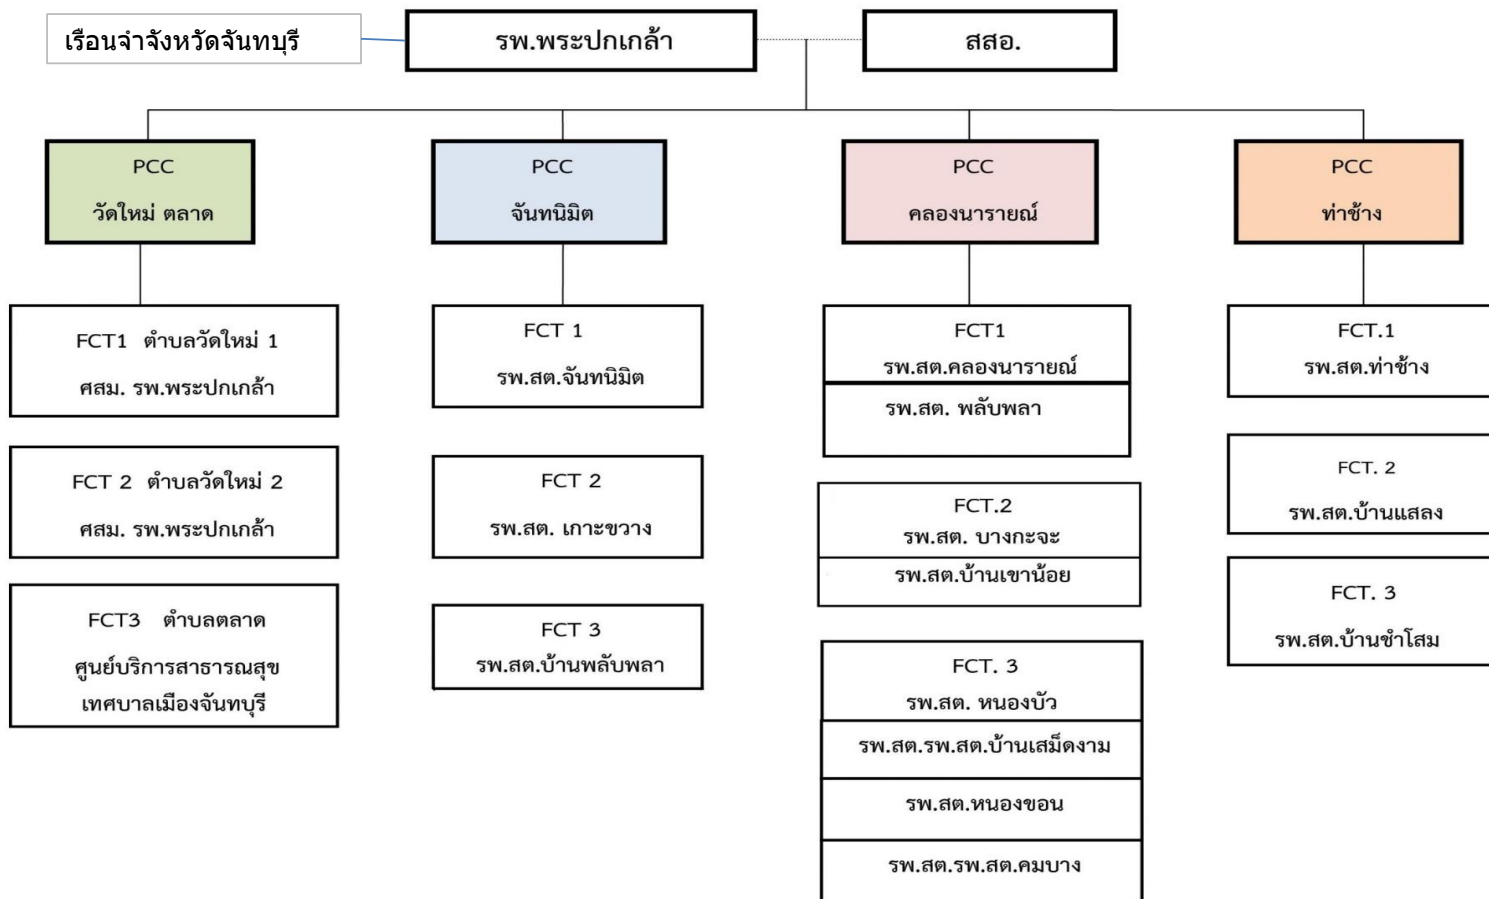 เรือนจำจังหวัดจันทบุรี
รพ.พระปกเกล้า
สสอ.
PCC
วัดใหม่ ตลาด
PCC
จันทนิมิต
PCC
คลองนารายณ์
PCC
ท่าช้าง
FCT1 ตำบลวัดใหม่ 1
ศสม. รพ.พระปกเกล้า
FCT 2 ตำบลวัดใหม่ 2
ศสม. รพ.พระปกเกล้า
FCT3 ตำบลตลาด
ศูนย์บริการสาธารณสุข
เทศบาลเมืองจันทบุรี
FCT 1
รพ.สต.จันทนิมิต
FCT 2
รพ.สต. เกาะขวาง
FCT 3
รพ.สต.บ้านพลับพลา
FCT1
รพ.สต.คลองนารายณ์
รพ.สต. พลับพลา
FCT.2
รพ.สต. บางกะจะ
รพ.สต.บ้านเขาน้อย
FCT. 3
รพ.สต. หนองบัว
รพ.สต.รพ.สต.บ้านเสม็ดงาม
รพ.สต.หนองขอน
รพ.สต.รพ.สต.คมบาง
FCT.1
รพ.สต.ท่าช้าง
FCT. 2
รพ.สต.บ้านแสลง
FCT. 3
รพ.สต.บ้านชำโสม